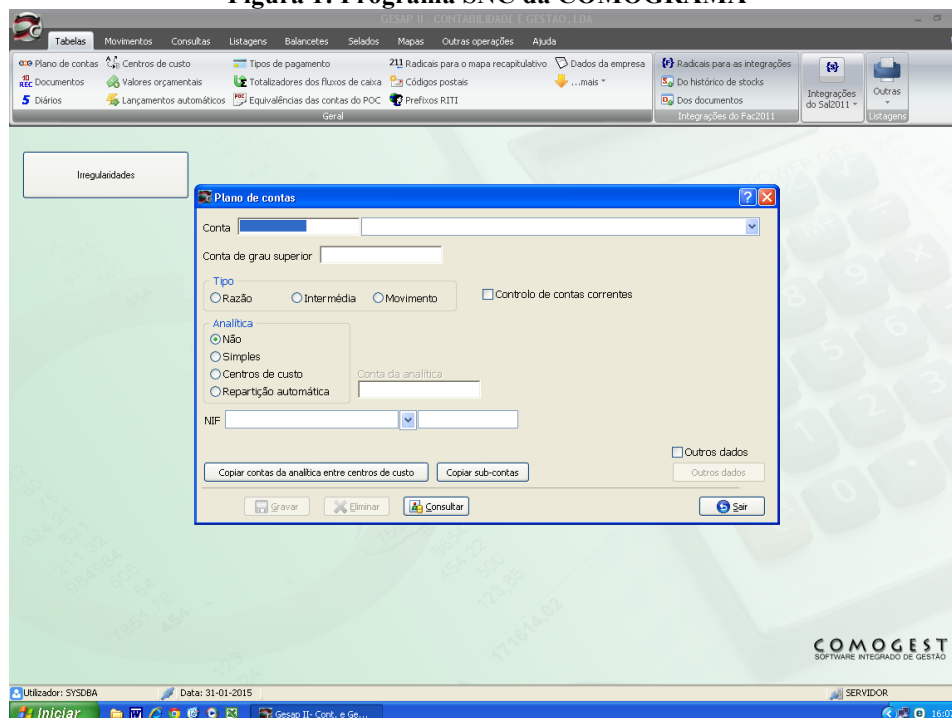 Figura 1: Programa SNC da COMOGRAMA
GESAP II - CONTABILIDADE E GESTAO, LDA
Tabelas Movimentos Consultas Listagens Balancetes Selados Mapas Outras operações Ajuda
Plano de contas Centros de custo Tipos de pagamento 211 Radicais para o mapa recapitulativo Dados da empresa Radicais para as integrações
Documentos Valores orçamentais Totalizadores dos fluxos de caixa Códigos postais ...mais Do histórico de stocks
5 Diários Lançamentos automáticos Equivalências das contas do POC Prefixos RITI Dos documentos
Integrações do Sal2011 Outras
Geral Integrações do Fac2011 Listagens
Irregularidades
Plano de contas
Conta
Conta de grau superior
Tipo
Razão Intermédia Movimento Controlo de contas correntes
Analítica
Não
Simples
Centros de custo Conta da analítica
Repartição automática
NIF
Outros dados
Copiar contas da analítica entre centros de custo Copiar sub-contas Outros dados
Gravar Eliminar Consultar Sair
COMOGEST
SOFTWARE INTEGRADO DE GESTÃO
Utilizador: SYSDBA Data: 31-01-2015 SERVIDOR
Iniciar Gesap II- Cont. e Ge...